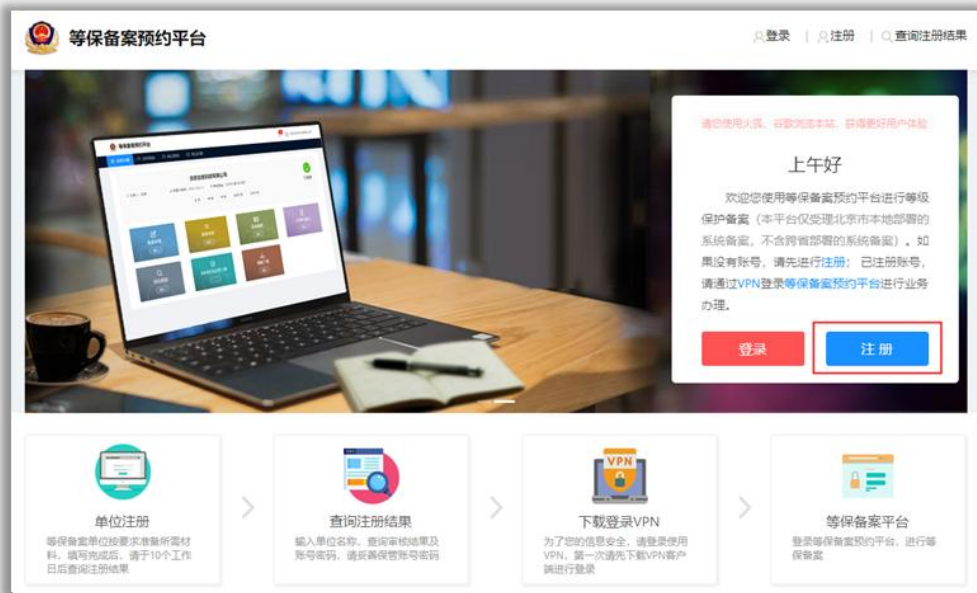 等保备案预约平台
登录 | 注册 | 查询注册结果
请您使用火狐、谷歌浏览本站，获得更好用户体验
上午好
欢迎您使用等保备案预约平台进行等级
保护备案（本平台仅受理北京市本地部署的
系统备案，不含跨省部署的系统备案）。如
果没有账号，请先进行注册；已注册账号，
请通过VPN登录等保备案预约平台进行业务
办理。
登录
注 册
单位注册
等保备案单位按要求准备所需材
料，填写完成后，请于10个工作
日后查询注册结果
查询注册结果
输入单位名称，查询审核结果及
账号密码，请妥善保管账号密码
VPN
下载登录VPN
为了您的信息安全，请登录使用
VPN，第一次请先下载VPN客户
端进行登录
等保备案平台
登录等保备案预约平台，进行等
保备案